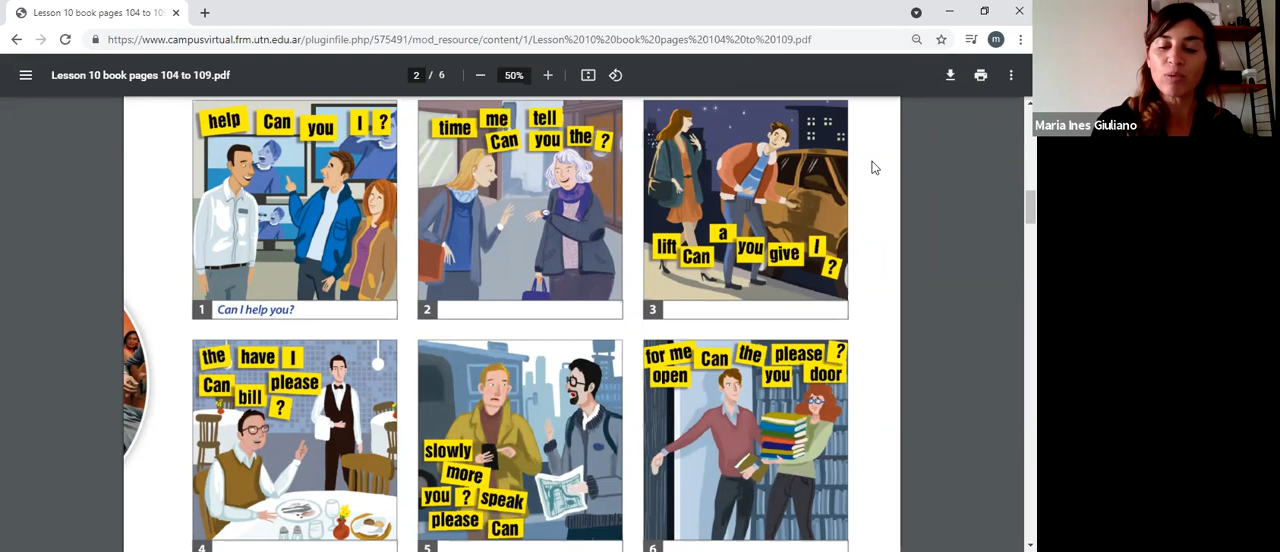 Lesson 10 book pages 104 to 10
https://www.campusvirtual.frm.utn.edu.ar/pluginfile.php/575491/mod_resource/content/1/Lesson%2010%20book%20pages%20104%20to%20109.pdf
m
Lesson 10 book pages 104 to 109.pdf
2 / 6
50%
Maria Ines Giuliano
help Can you I ?
time me tell
Can you the ?
lift Can a you give I ?
1 Can I help you?
2
3
the have I
Can bill please
?
slowly
more
you ? speak
please Can
for me Can the please ?
open you door
4
5
6